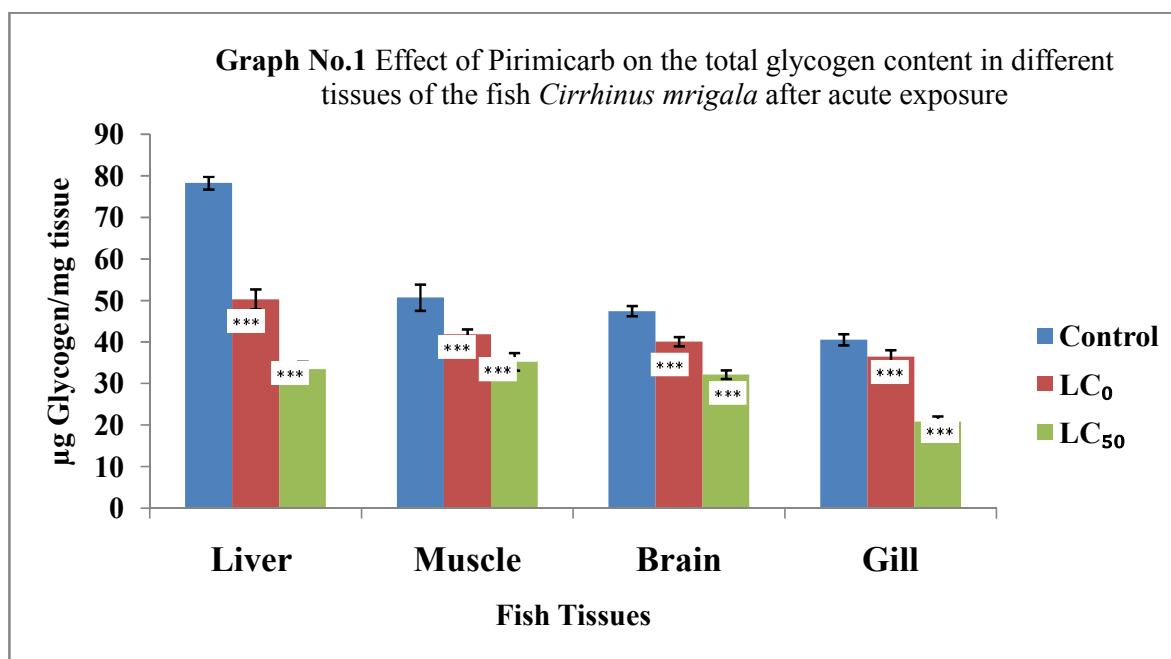 Graph No.1 Effect of Pirimicarb on the total glycogen content in different
tissues of the fish Cirrhinus mrigala after acute exposure
90
80
70
60
50
40
30
20
10
0
µg Glycogen/mg tissue
***
***
***
***
***
***
***
***
Control
LC₀
LC₅₀
Liver Muscle Brain Gill
Fish Tissues